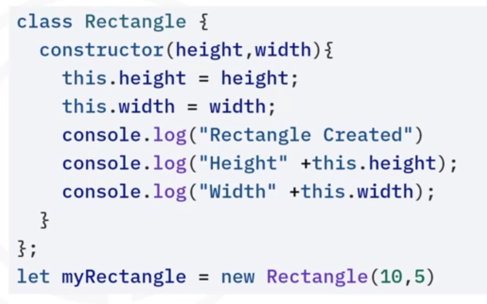 class Rectangle {
  constructor(height,width){
    this.height = height;
    this.width = width;
    console.log("Rectangle Created")
    console.log("Height" +this.height);
    console.log("Width" +this.width);
  }
};
let myRectangle = new Rectangle(10,5)